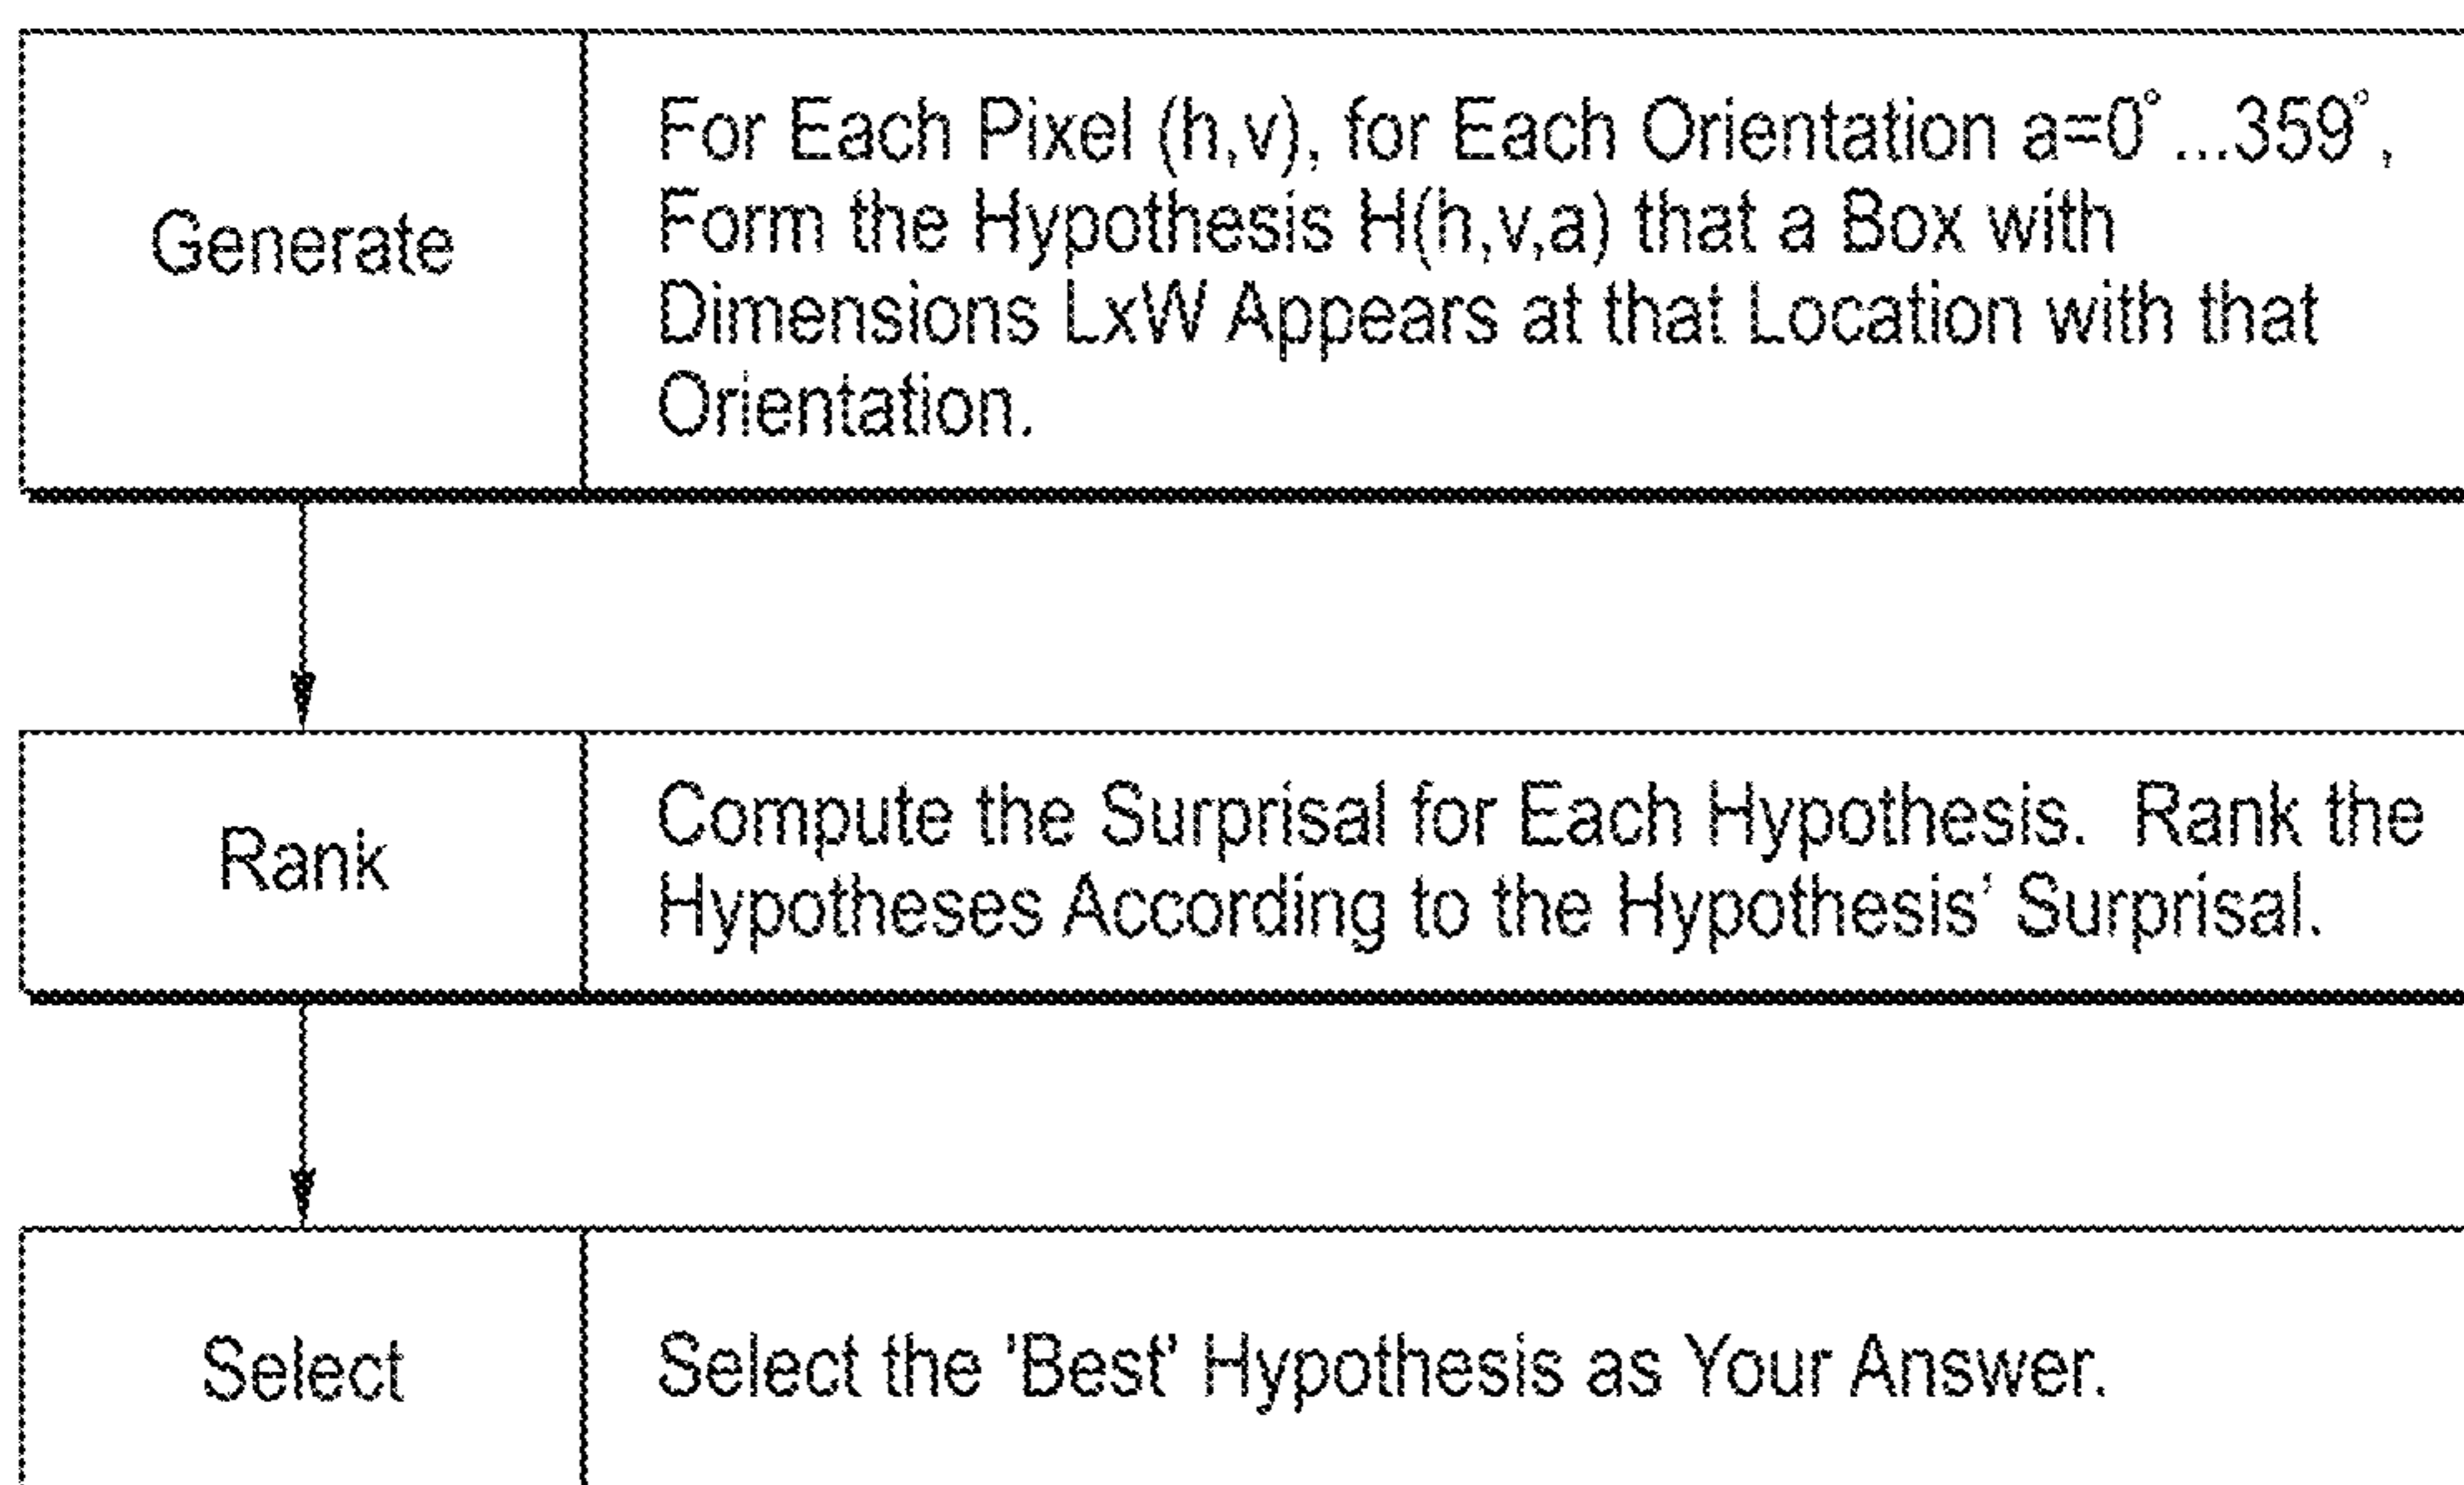 Generate
For Each Pixel (h,v), for Each Orientation a=0°...359°,
Form the Hypothesis H(h,v,a) that a Box with
Dimensions LxW Appears at that Location with that
Orientation.
Rank
Compute the Surprisal for Each Hypothesis. Rank the
Hypotheses According to the Hypothesis' Surprisal.
Select
Select the 'Best' Hypothesis as Your Answer.